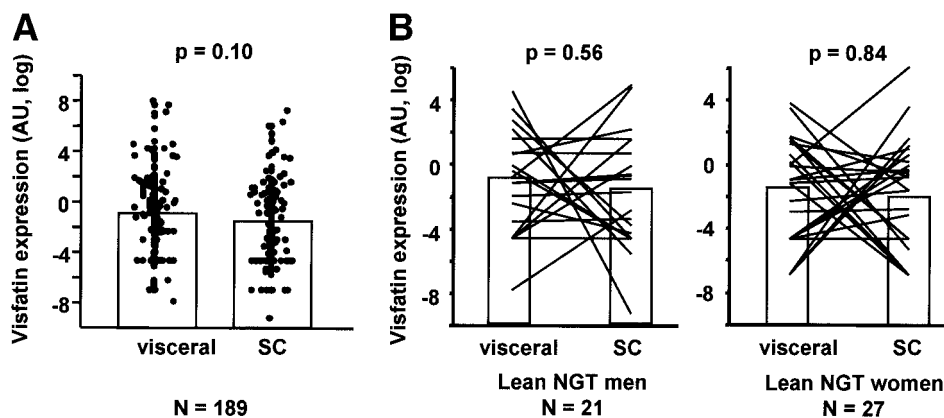 A
p = 0.10
Visfatin expression (AU, log)
8
4
0
-4
-8
visceral SC
N = 189
B
p = 0.56
Visfatin expression (AU, log)
4
0
-4
-8
visceral SC
Lean NGT men
N = 21
p = 0.84
4
0
-4
-8
visceral SC
Lean NGT women
N = 27